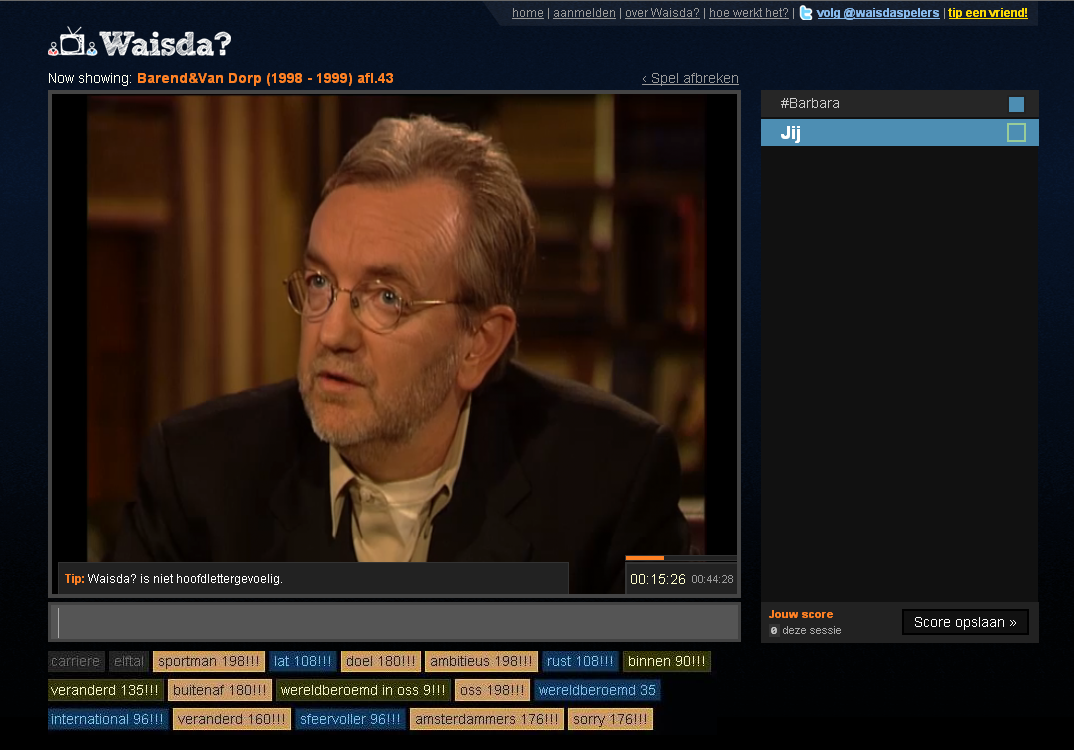 home | aanmelden | over Waisda? | hoe werkt het? | volg @waisdaspelers | tip een vriend!
Waisda?
Now showing: Barend&Van Dorp (1998 - 1999) afl.43
‹ Spel afbreken
#Barbara
Jij
Tip: Waisda? is niet hoofdlettergevoelig.
00:15:26 00:44:28
Jouw score
0 deze sessie
Score opslaan »
carriere elftal sportman 198!!! lat 108!!! doel 180!!! ambitieus 198!!! rust 108!!! binnen 90!!!
veranderd 135!!! buitenaf 180!!! wereldberoemd in oss 9!!! oss 198!!! wereldberoemd 35
international 96!!! veranderd 160!!! sfeervoller 96!!! amsterdammers 176!!! sorry 176!!!